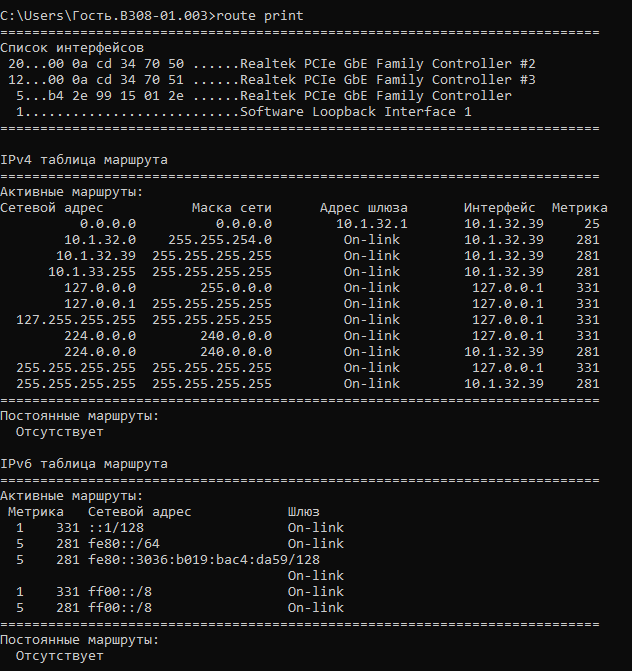 C:\Users\Гость.B308-01.003>route print
===========================================================================
Список интерфейсов
 20...00 0a cd 34 70 50 ......Realtek PCIe GbE Family Controller #2
 12...00 0a cd 34 70 51 ......Realtek PCIe GbE Family Controller #3
  5...b4 2e 99 15 01 2e ......Realtek PCIe GbE Family Controller
  1...........................Software Loopback Interface 1
===========================================================================

IPv4 таблица маршрута
===========================================================================
Активные маршруты:
Сетевой адрес           Маска сети      Адрес шлюза       Интерфейс  Метрика
          0.0.0.0          0.0.0.0        10.1.32.1       10.1.32.39     25
        10.1.32.0    255.255.254.0         On-link        10.1.32.39    281
       10.1.32.39  255.255.255.255         On-link        10.1.32.39    281
      10.1.33.255  255.255.255.255         On-link        10.1.32.39    281
        127.0.0.0        255.0.0.0         On-link         127.0.0.1    331
        127.0.0.1  255.255.255.255         On-link         127.0.0.1    331
  127.255.255.255  255.255.255.255         On-link         127.0.0.1    331
        224.0.0.0        240.0.0.0         On-link         127.0.0.1    331
        224.0.0.0        240.0.0.0         On-link        10.1.32.39    281
  255.255.255.255  255.255.255.255         On-link         127.0.0.1    331
  255.255.255.255  255.255.255.255         On-link        10.1.32.39    281
===========================================================================
Постоянные маршруты:
  Отсутствует

IPv6 таблица маршрута
===========================================================================
Активные маршруты:
 Метрика   Сетевой адрес            Шлюз
  1    331 ::1/128                  On-link
  5    281 fe80::/64                On-link
  5    281 fe80::3036:b019:bac4:da59/128
                                    On-link
  1    331 ff00::/8                 On-link
  5    281 ff00::/8                 On-link
===========================================================================
Постоянные маршруты:
  Отсутствует